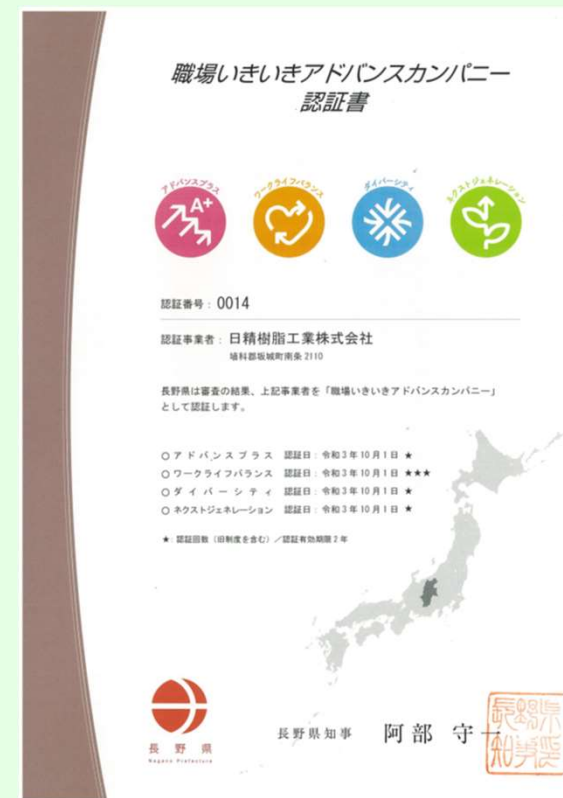 職場いきいきアドバンスカンパニー
認証書
アドバンスプラス
A+
ワークライフバランス
ダイバーシティ
ネクストジェネレーション
認証番号：0014
認証事業者：日精樹脂工業株式会社
埴科郡坂城町南条2110
長野県は審査の結果、上記事業者を「職場いきいきアドバンスカンパニー」
として認証します。
○アドバンスプラス 認証日：令和3年10月1日 ★
○ワークライフバランス 認証日：令和3年10月1日 ★★★
○ダイバーシティ 認証日：令和3年10月1日 ★
○ネクストジェネレーション 認証日：令和3年10月1日 ★
★：認証回数（旧制度を含む）／認証有効期限2年
長野県
Nagano Prefecture
長野県知事 阿部 守一
長野県
知事印